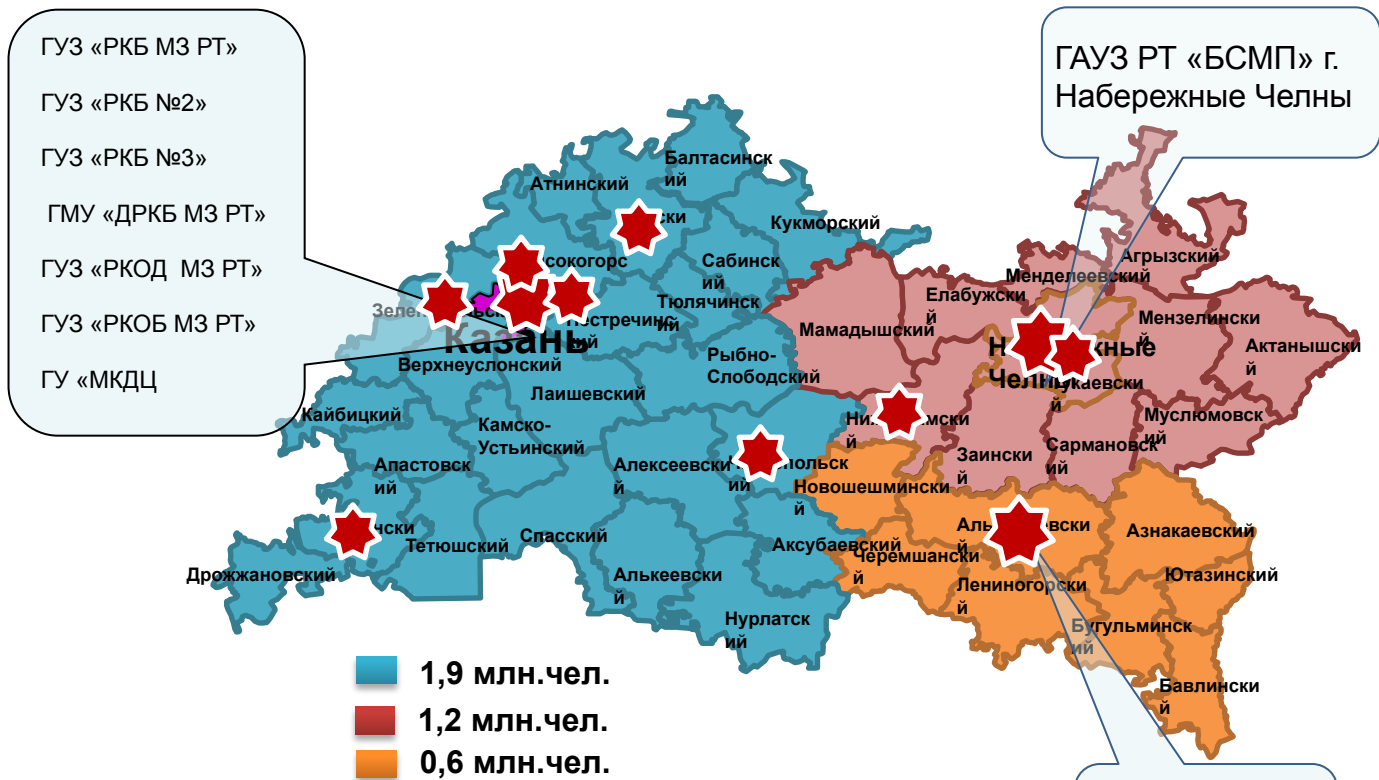 ГУЗ «РКБ МЗ РТ»
ГУЗ «РКБ №2»
ГУЗ «РКБ №3»
ГМУ «ДРКБ МЗ РТ»
ГУЗ «РКОД МЗ РТ»
ГУЗ «РКОБ МЗ РТ»
ГУ «МКДЦ
ГАУЗ РТ «БСМП» г.
Набережные Челны
Балтасинск
ий
Атнинский
Кукморский
Сабинск
ий
Тюлячинск
ий
Агрызский
Менделеевский
Елабужски
й
Мензелински
й
Актанышски
й
Мамадышский
Казань
Верхнеуслонский
Рыбно-
Слободский
Лаишевский
Муслюмовск
ий
Кайбицкий
Камско-
Устьинский
Заински
й
Сармановск
ий
Апастовск
ий
Алексеевски
й
Новошешмински
й
Тетюшский
Спасский
Аксубаевский
Черемшански
й
Азнакаевский
Дрожжановский
Алькеевски
й
Лениногорски
й
Ютазинский
Нурлатск
ий
Бугульминск
ий
Бавлински
й
1,9 млн.чел.
1,2 млн.чел.
0,6 млн.чел.